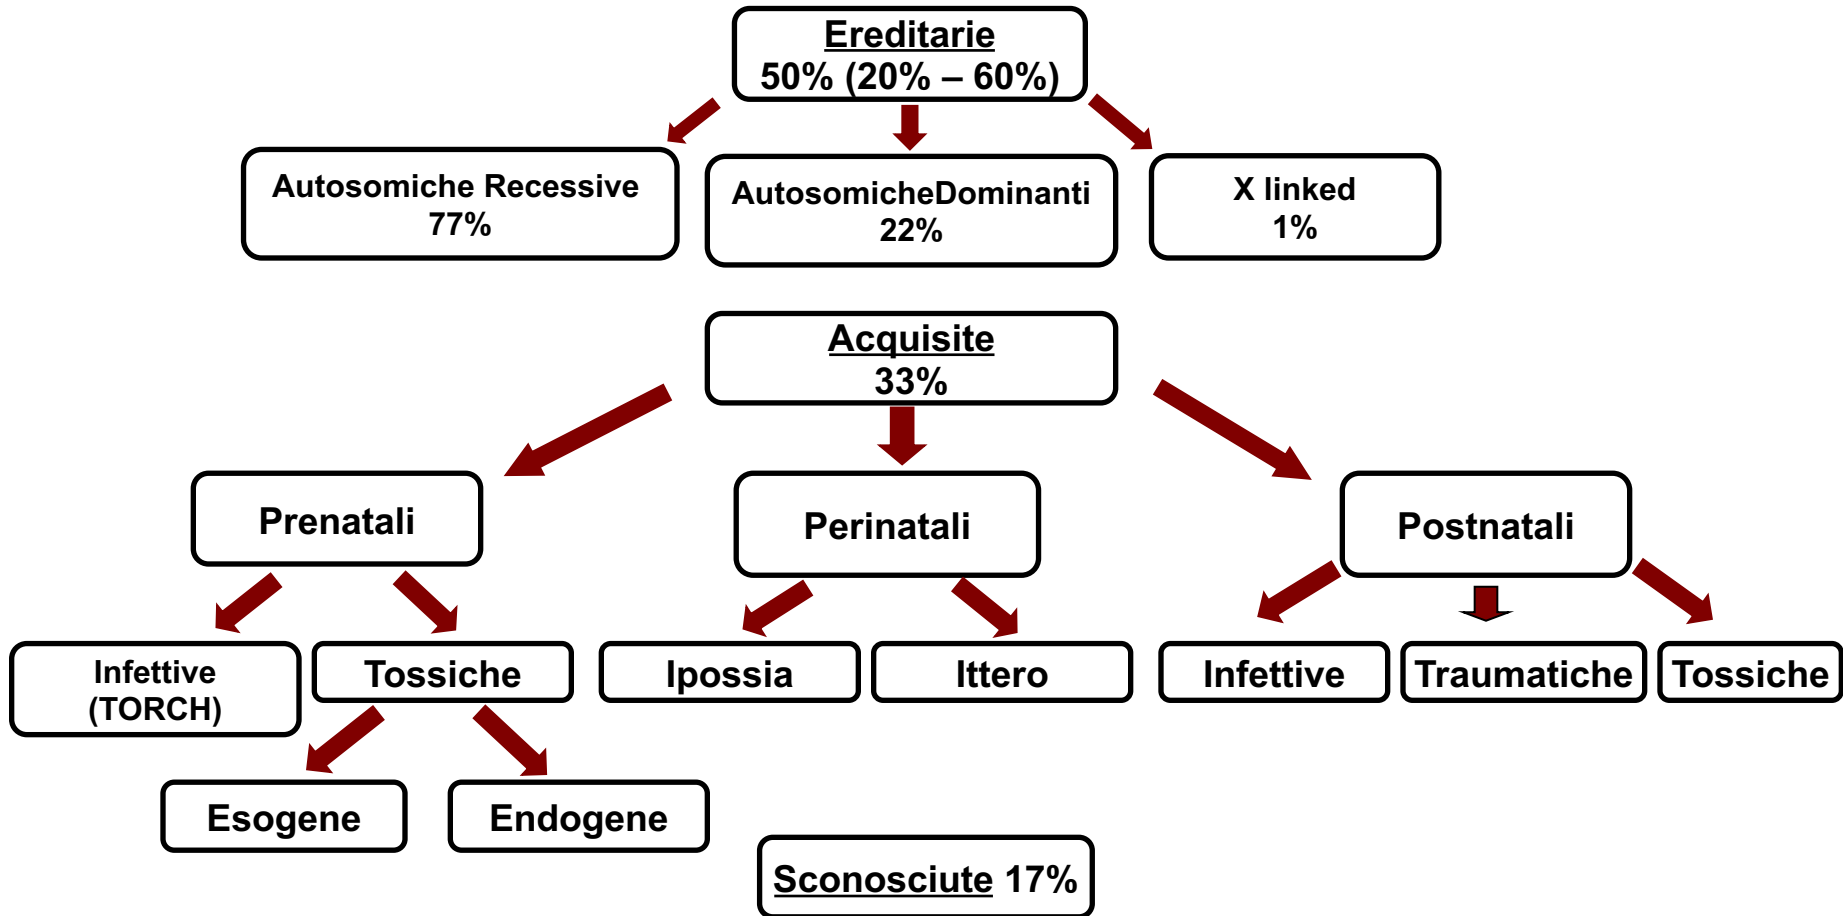 Ereditarie
50% (20% – 60%)
Autosomiche Recessive
77%
AutosomicheDominanti
22%
X linked
1%
Acquisite
33%
Prenatali
Perinatali
Postnatali
Infettive
(TORCH)
Tossiche
Ipossia
Ittero
Infettive
Traumatiche
Tossiche
Esogene
Endogene
Sconosciute 17%